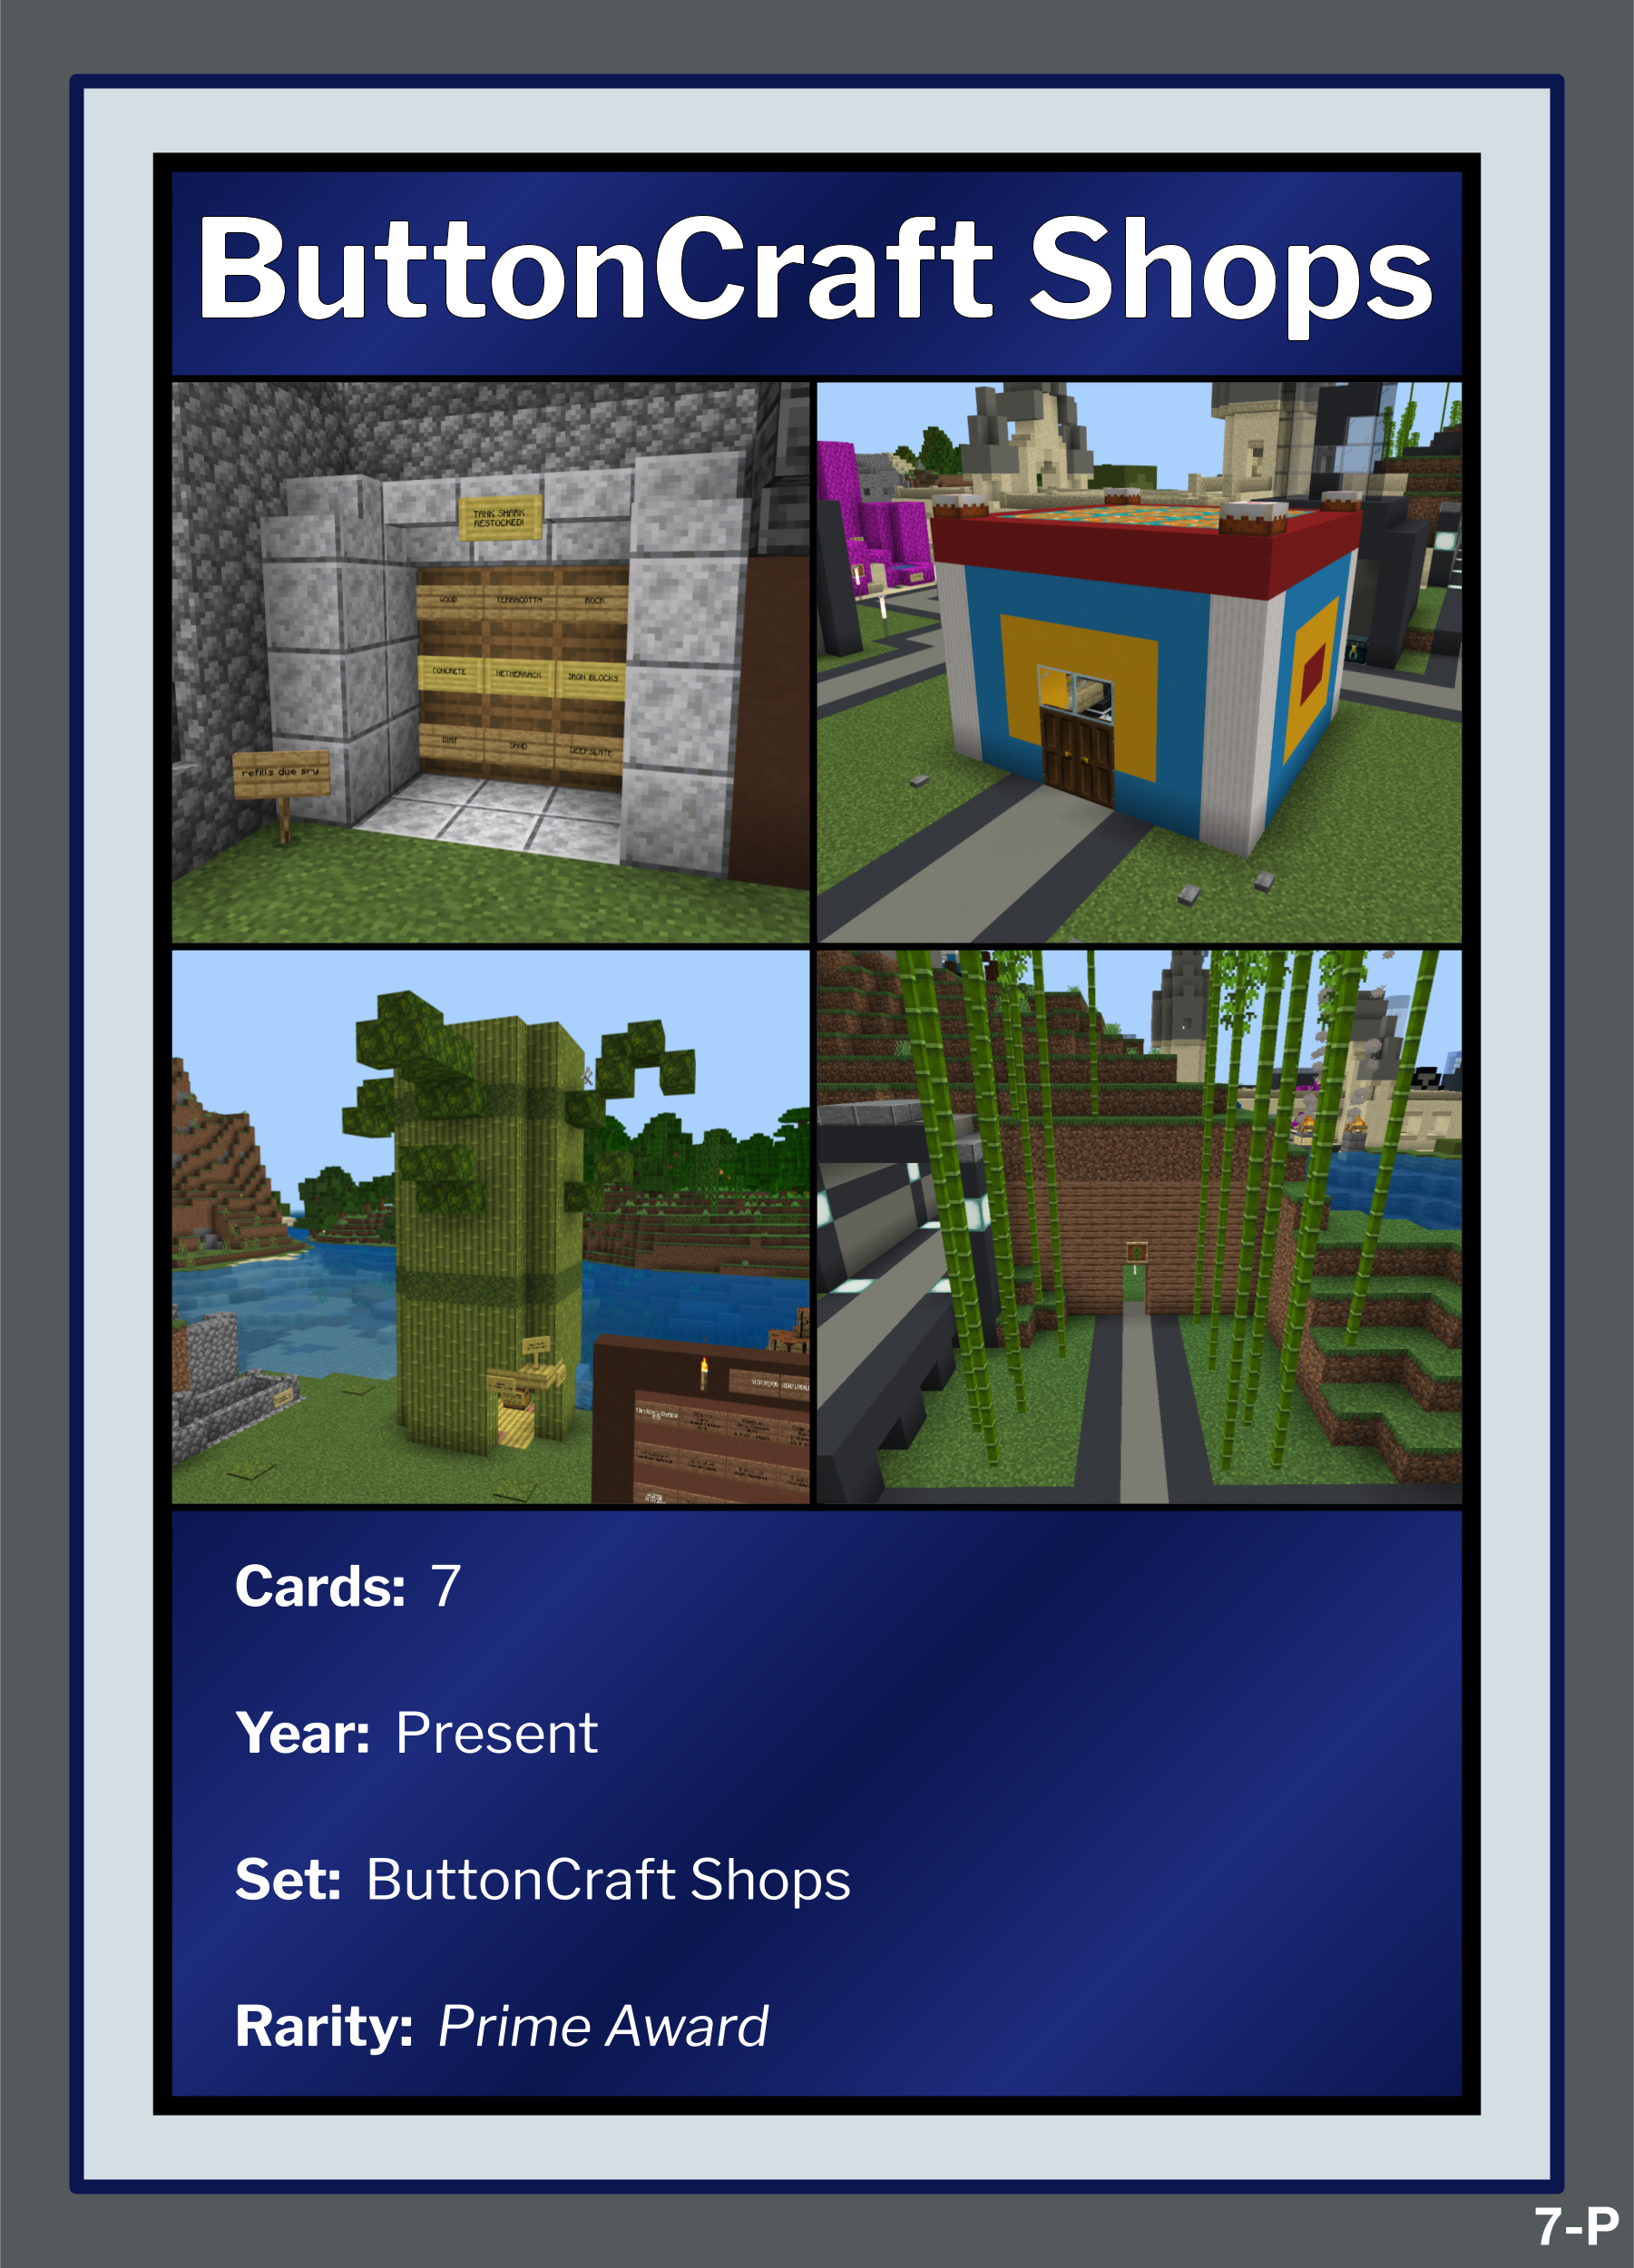 ButtonCraft Shops
TANK SHARK
RESTOCKED!
WOOD TERRACOTTA ROCK
CONCRETE NETHERRACK IRON BLOCKS
DIRT SAND DEEPSLATE
refills due sry
Cards: 7
Year: Present
Set: ButtonCraft Shops
Rarity: Prime Award
7-P